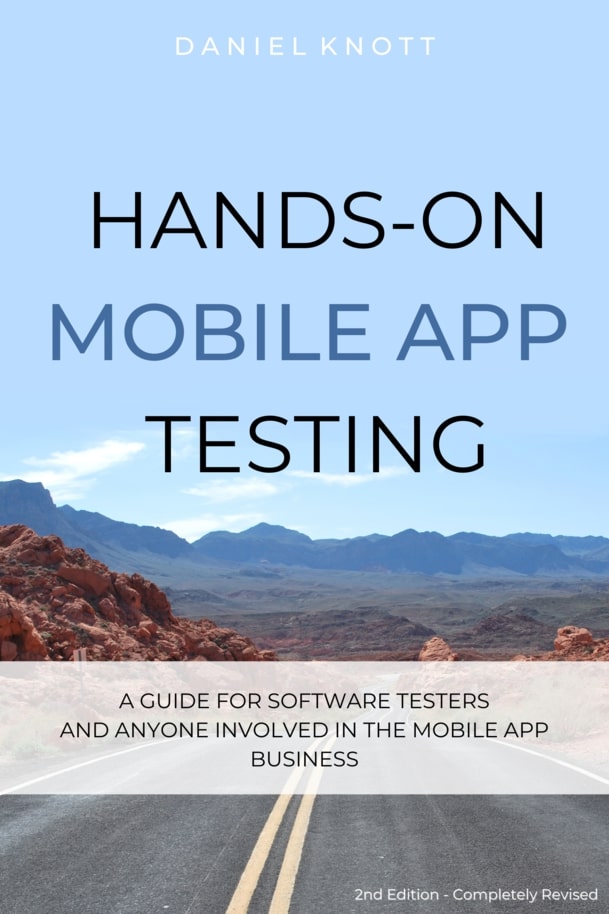 DANIEL KNOTT
HANDS-ON
MOBILE APP
TESTING
A GUIDE FOR SOFTWARE TESTERS
AND ANYONE INVOLVED IN THE MOBILE APP
BUSINESS
2nd Edition - Completely Revised